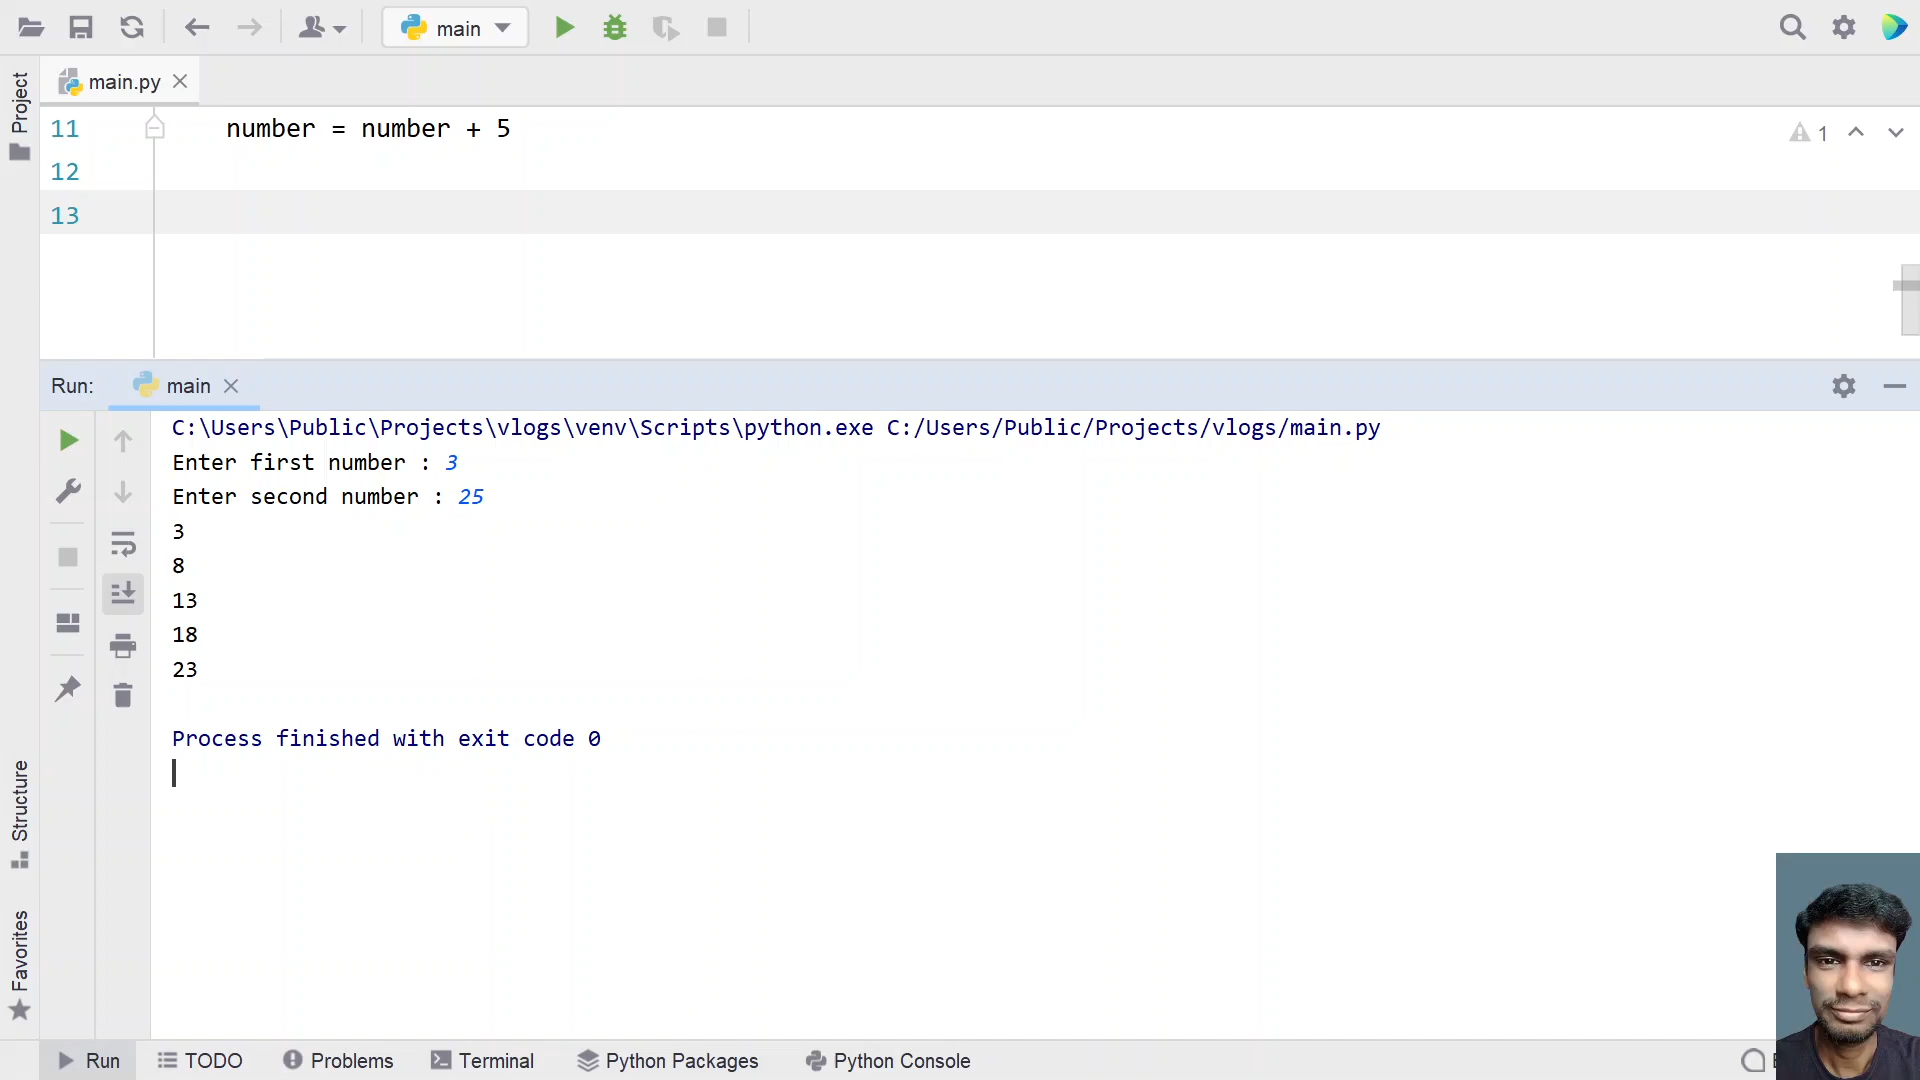 main
main.py
Project
11 number = number + 5
1
12
13
Run: main
C:\Users\Public\Projects\vlogs\venv\Scripts\python.exe C:/Users/Public/Projects/vlogs/main.py
Enter first number : 3
Enter second number : 25
3
8
13
18
23
Process finished with exit code 0
Structure
Favorites
Run TODO Problems Terminal Python Packages Python Console